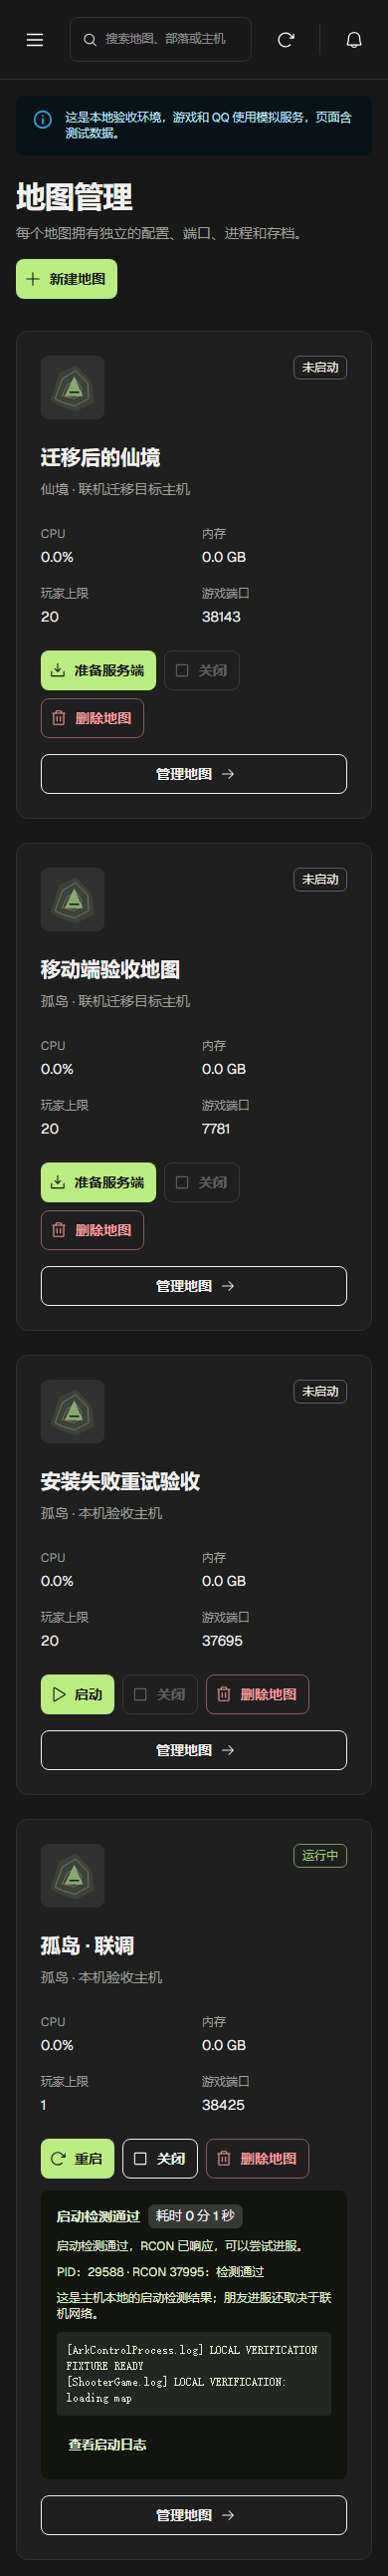 搜索地图、部落或主机
这是本地验收环境，游戏和 QQ 使用模拟服务，页面含
测试数据。
地图管理
每个地图拥有独立的配置、端口、进程和存档。
新建地图
未启动
迁移后的仙境
仙境 · 联机迁移目标主机
CPU 内存
0.0% 0.0 GB
玩家上限 游戏端口
20 38143
准备服务端 关闭
删除地图
管理地图
未启动
移动端验收地图
孤岛 · 联机迁移目标主机
CPU 内存
0.0% 0.0 GB
玩家上限 游戏端口
20 7781
准备服务端 关闭
删除地图
管理地图
未启动
安装失败重试验收
孤岛 · 本机验收主机
CPU 内存
0.0% 0.0 GB
玩家上限 游戏端口
20 37695
启动 关闭 删除地图
管理地图
运行中
孤岛 · 联调
孤岛 · 本机验收主机
CPU 内存
0.0% 0.0 GB
玩家上限 游戏端口
1 38425
重启 关闭 删除地图
启动检测通过 耗时 0 分 1 秒
启动检测通过，RCON 已响应，可以尝试进服。
PID：29588 · RCON 37995：检测通过
这是主机本地的启动检测结果；朋友进服还取决于联
机网络。
[ArkControlProcess.log] LOCAL VERIFICATION
FIXTURE READY
[ShooterGame.log] LOCAL VERIFICATION:
loading map
查看启动日志
管理地图